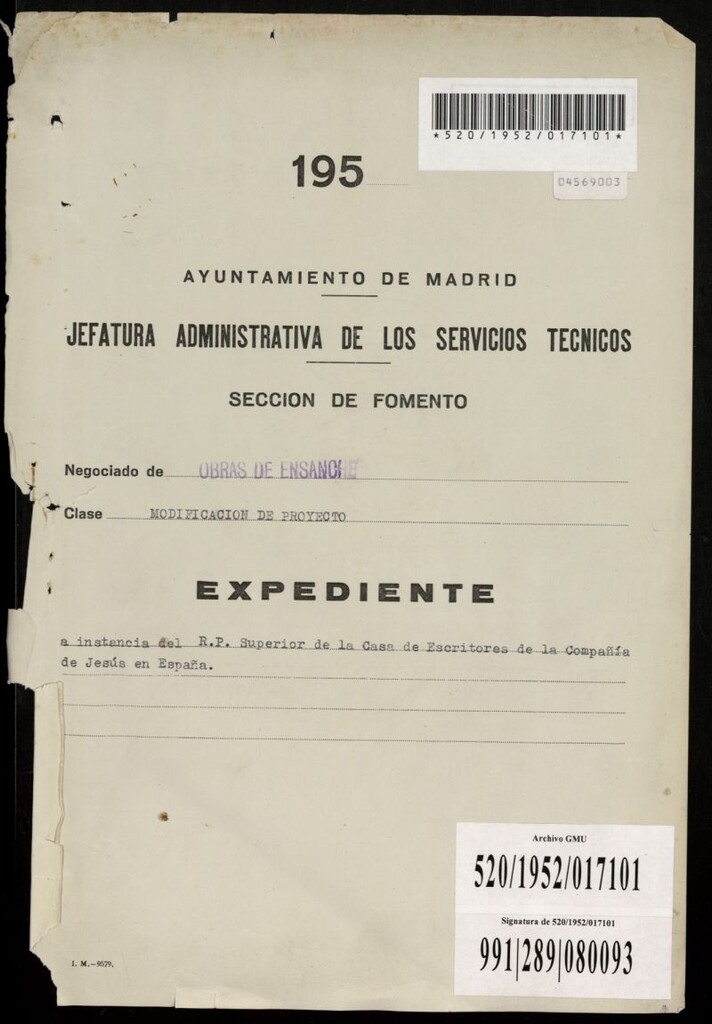 *520/1952/017101*
04569003
195
AYUNTAMIENTO DE MADRID
JEFATURA ADMINISTRATIVA DE LOS SERVICIOS TECNICOS
SECCION DE FOMENTO
Negociado de OBRAS DE ENSANCHE
Clase MODIFICACION DE PROYECTO
EXPEDIENTE
a instancia del R.P. Superior de la Casa de Escritores de la Compañía
de Jesús en España.
Archivo GMU
520/1952/017101
Signatura de 520/1952/017101
991|289|080093
I. M.—9579.